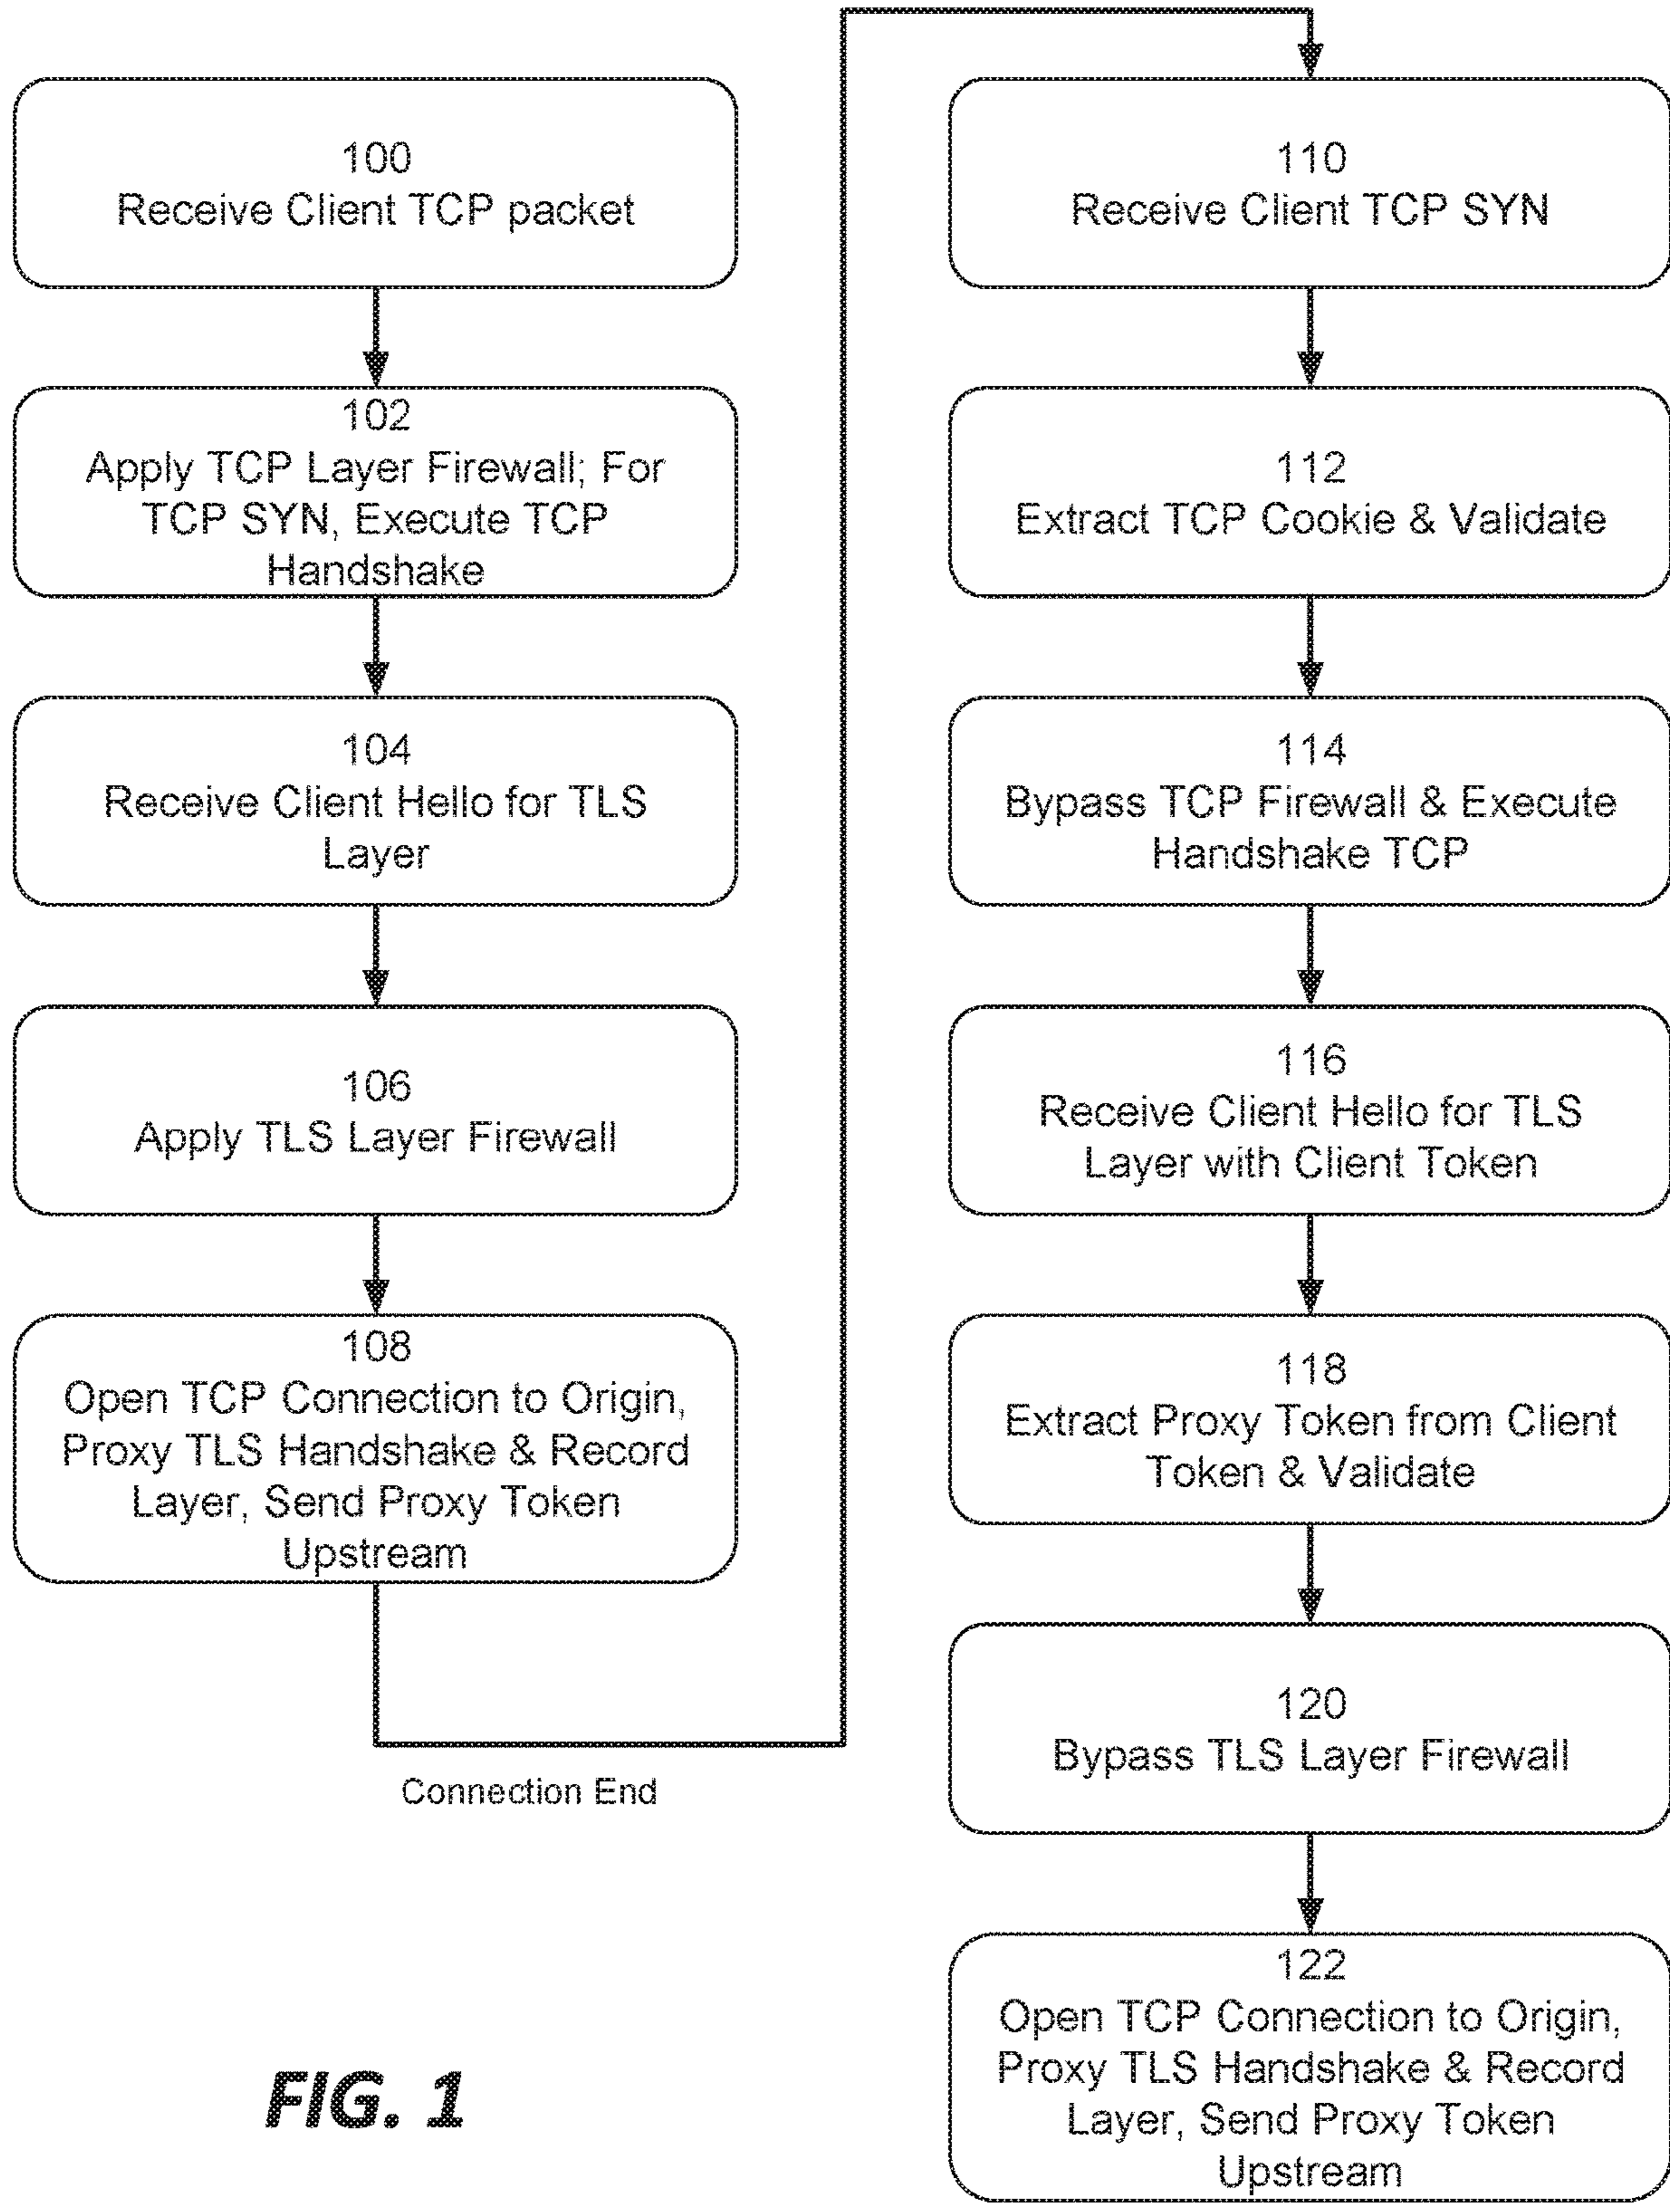 100
Receive Client TCP packet
102
Apply TCP Layer Firewall; For
TCP SYN, Execute TCP
Handshake
104
Receive Client Hello for TLS
Layer
106
Apply TLS Layer Firewall
108
Open TCP Connection to Origin,
Proxy TLS Handshake & Record
Layer, Send Proxy Token
Upstream
Connection End
110
Receive Client TCP SYN
112
Extract TCP Cookie & Validate
114
Bypass TCP Firewall & Execute
Handshake TCP
116
Receive Client Hello for TLS
Layer with Client Token
118
Extract Proxy Token from Client
Token & Validate
120
Bypass TLS Layer Firewall
122
Open TCP Connection to Origin,
Proxy TLS Handshake & Record
Layer, Send Proxy Token
Upstream
FIG. 1